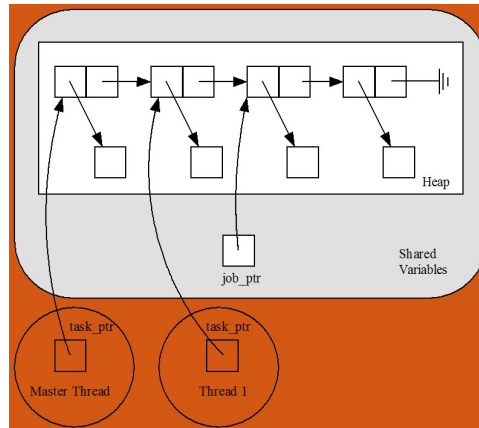 Heap
Shared
Variables
job_ptr
task_ptr
task_ptr
Master Thread
Thread 1